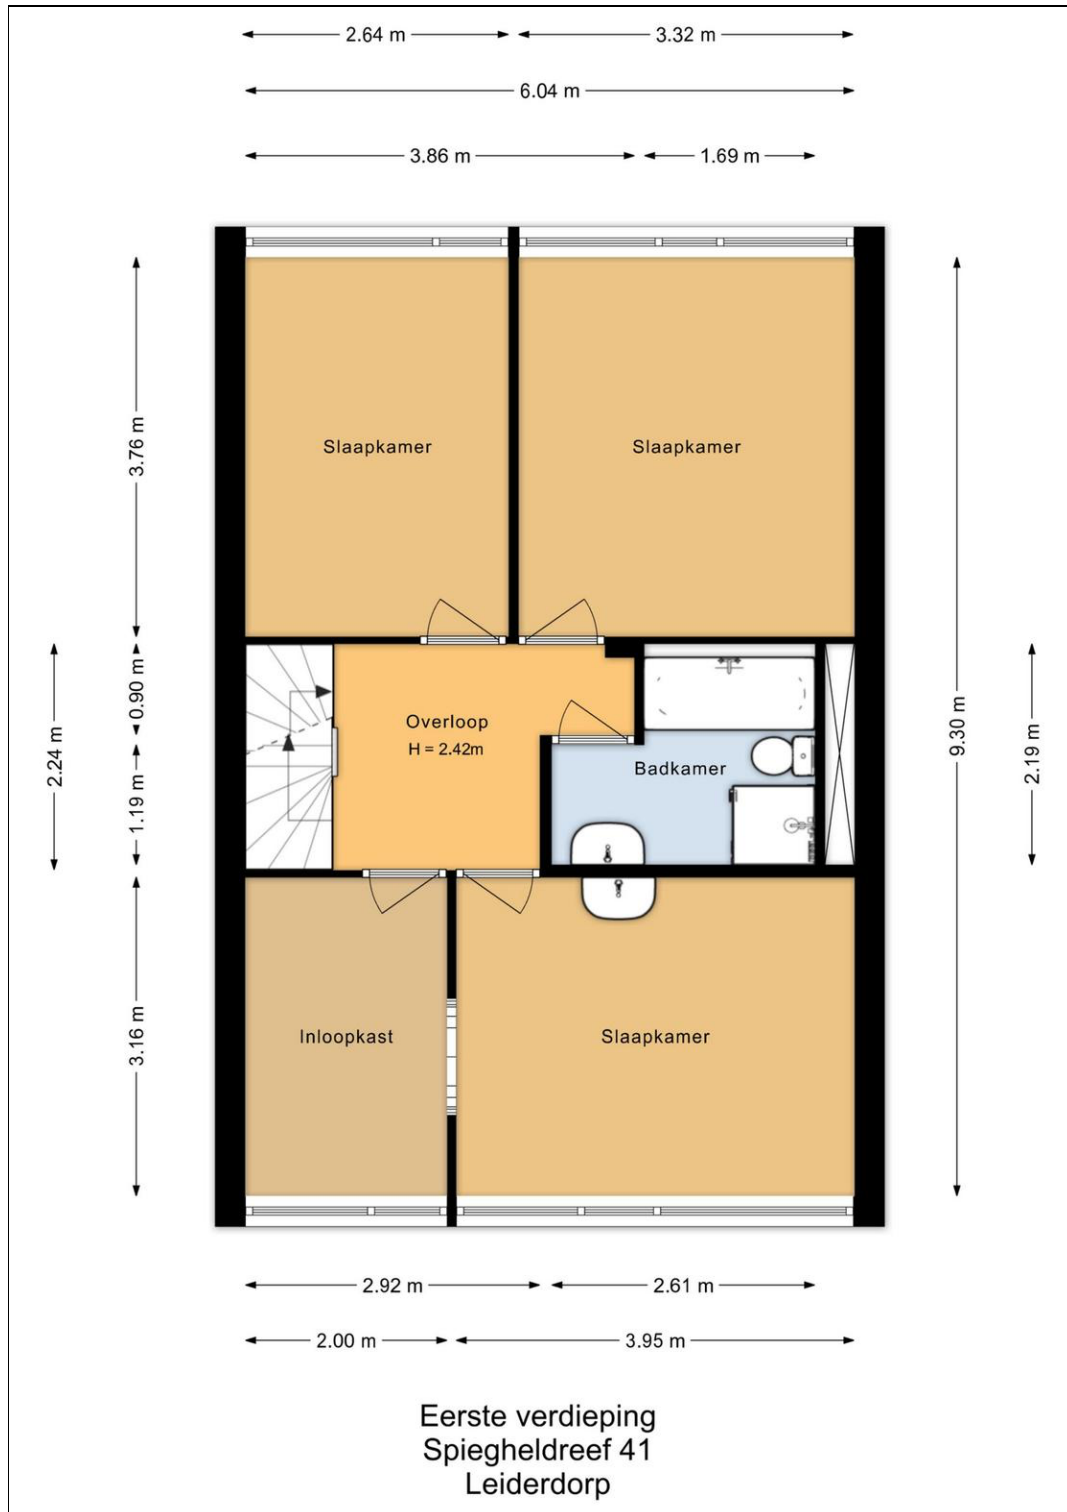 2.64 m
3.32 m
6.04 m
3.86 m
1.69 m
3.76 m
0.90 m
1.19 m
2.24 m
3.16 m
9.30 m
2.19 m
Slaapkamer
Slaapkamer
Overloop
H = 2.42m
Badkamer
Inloopkast
Slaapkamer
2.92 m
2.61 m
2.00 m
3.95 m
Eerste verdieping
Spiegheldreef 41
Leiderdorp